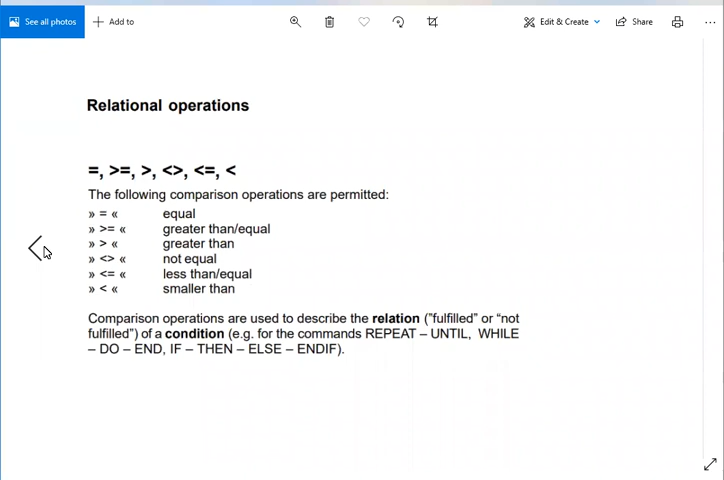 See all photos
Add to
Edit & Create
Share
Relational operations
=, >=, >, <>, <=, <
The following comparison operations are permitted:
» = « equal
» >= « greater than/equal
» > « greater than
» <> « not equal
» <= « less than/equal
» < « smaller than
Comparison operations are used to describe the relation ("fulfilled" or “not
fulfilled”) of a condition (e.g. for the commands REPEAT – UNTIL, WHILE
– DO – END, IF – THEN – ELSE – ENDIF).